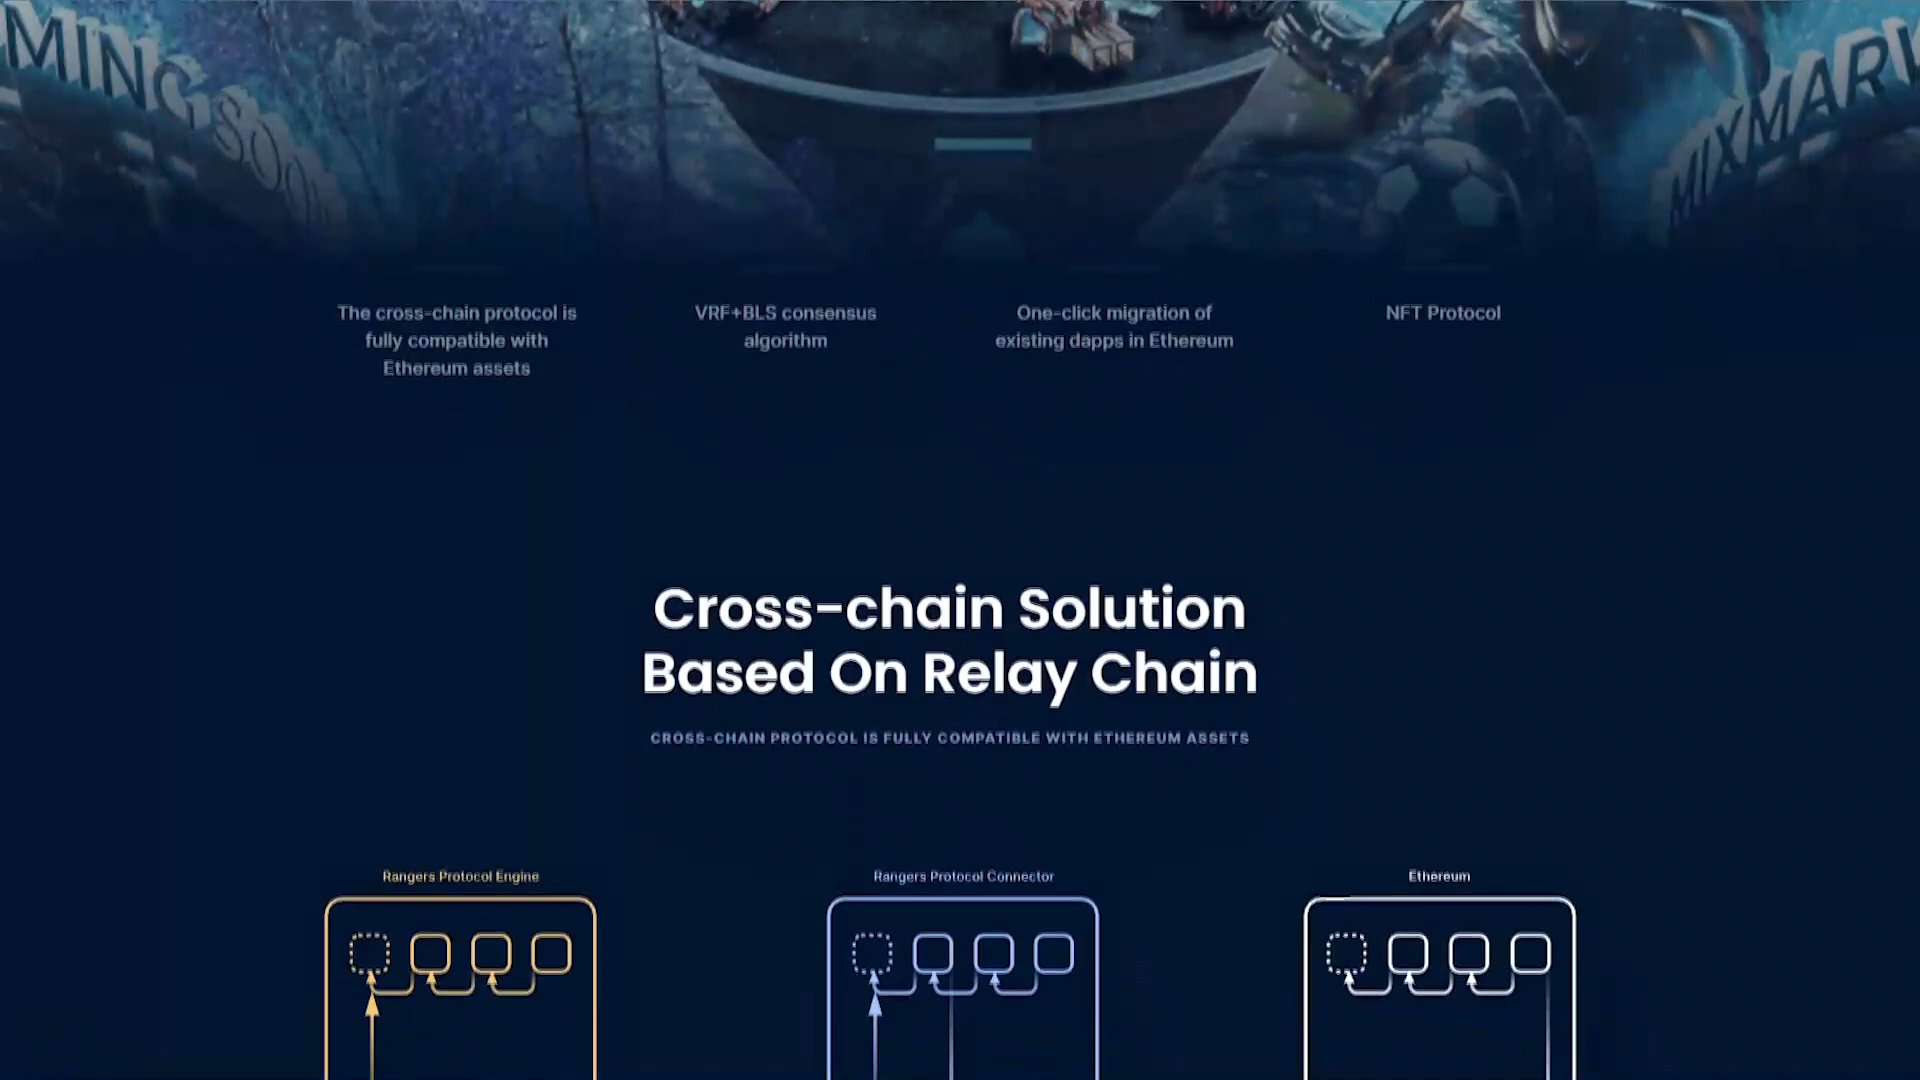 MINGSOON
MIXMARV
The cross-chain protocol is
fully compatible with
Ethereum assets
VRF+BLS consensus
algorithm
One-click migration of
existing dapps in Ethereum
NFT Protocol
Cross-chain Solution
Based On Relay Chain
CROSS-CHAIN PROTOCOL IS FULLY COMPATIBLE WITH ETHEREUM ASSETS
Rangers Protocol Engine
Rangers Protocol Connector
Ethereum